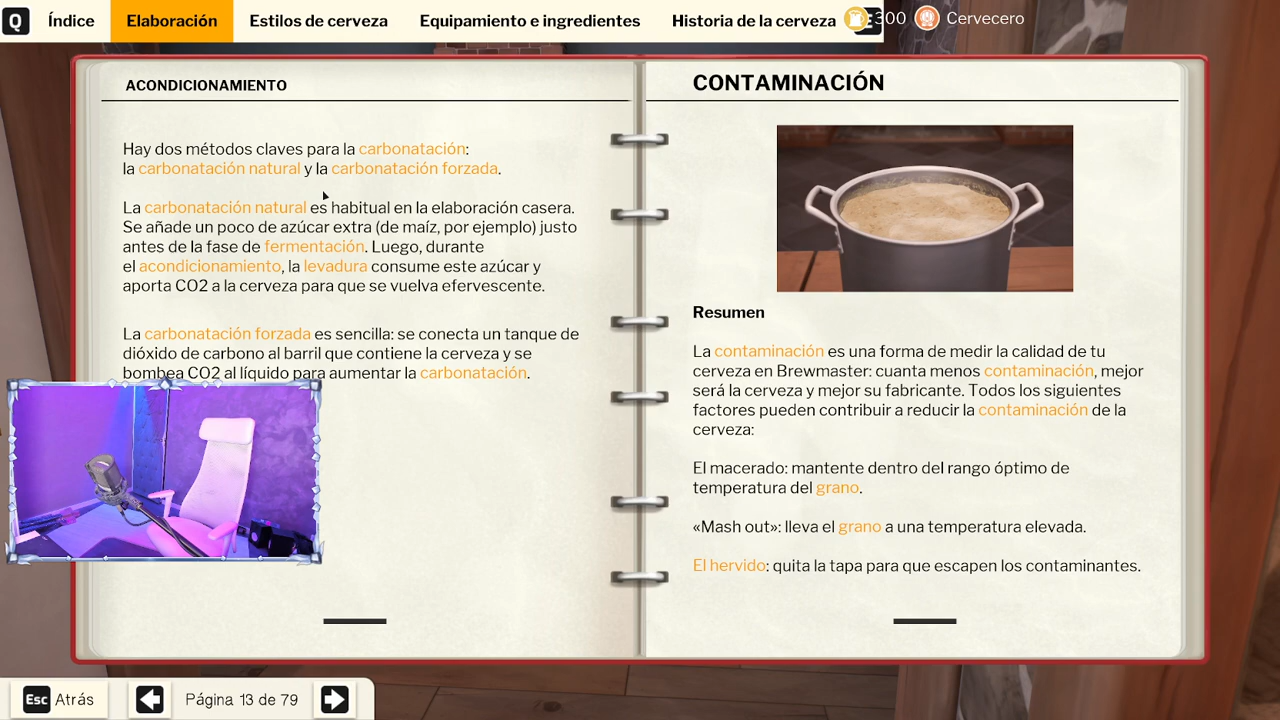 Q
Índice
Elaboración
Estilos de cerveza
Equipamiento e ingredientes
Historia de la cerveza
E
300
Cervecero
ACONDICIONAMIENTO
Hay dos métodos claves para la carbonatación:
la carbonatación natural y la carbonatación forzada.
La carbonatación natural es habitual en la elaboración casera.
Se añade un poco de azúcar extra (de maíz, por ejemplo) justo
antes de la fase de fermentación. Luego, durante
el acondicionamiento, la levadura consume este azúcar y
aporta CO2 a la cerveza para que se vuelva efervescente.
La carbonatación forzada es sencilla: se conecta un tanque de
dióxido de carbono al barril que contiene la cerveza y se
bombea CO2 al líquido para aumentar la carbonatación.
CONTAMINACIÓN
Resumen
La contaminación es una forma de medir la calidad de tu
cerveza en Brewmaster: cuanta menos contaminación, mejor
será la cerveza y mejor su fabricante. Todos los siguientes
factores pueden contribuir a reducir la contaminación de la
cerveza:
El macerado: mantente dentro del rango óptimo de
temperatura del grano.
«Mash out»: lleva el grano a una temperatura elevada.
El hervido: quita la tapa para que escapen los contaminantes.
Esc Atrás
Página 13 de 79